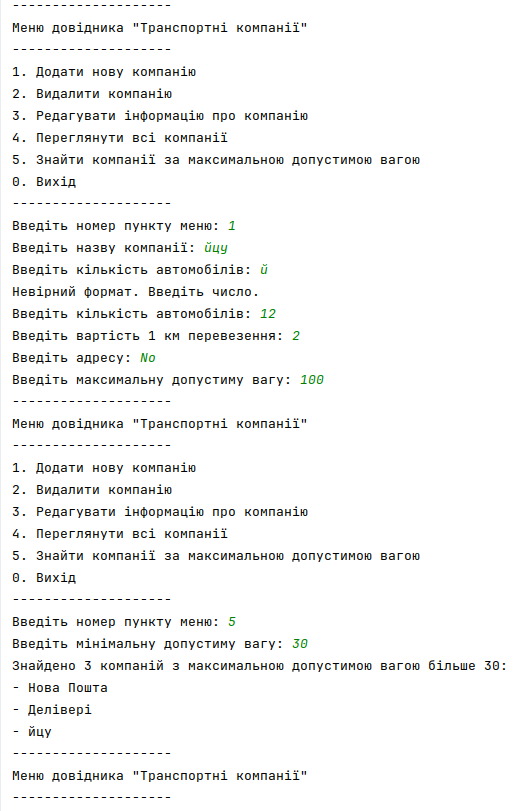 --------------------
Меню довідника "Транспортні компанії"
--------------------
1. Додати нову компанію
2. Видалити компанію
3. Редагувати інформацію про компанію
4. Переглянути всі компанії
5. Знайти компанії за максимальною допустимою вагою
0. Вихід
--------------------
Введіть номер пункту меню: 1
Введіть назву компанії: йцу
Введіть кількість автомобілів: й
Невірний формат. Введіть число.
Введіть кількість автомобілів: 12
Введіть вартість 1 км перевезення: 2
Введіть адресу: No
Введіть максимальну допустиму вагу: 100
--------------------
Меню довідника "Транспортні компанії"
--------------------
1. Додати нову компанію
2. Видалити компанію
3. Редагувати інформацію про компанію
4. Переглянути всі компанії
5. Знайти компанії за максимальною допустимою вагою
0. Вихід
--------------------
Введіть номер пункту меню: 5
Введіть мінімальну допустиму вагу: 30
Знайдено 3 компаній з максимальною допустимою вагою більше 30:
- Нова Пошта
- Делівері
- йцу
--------------------
Меню довідника "Транспортні компанії"
--------------------